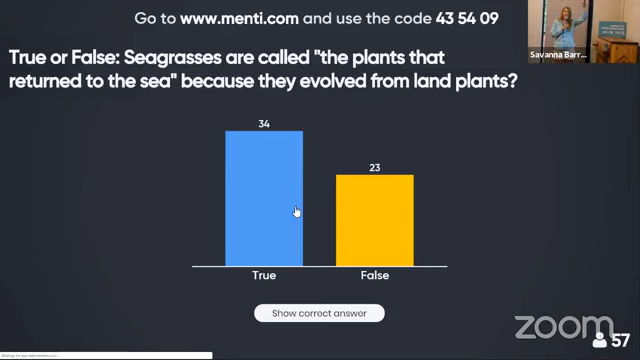 Go to www.menti.com and use the code 43 54 09
Savanna Barr...
True or False: Seagrasses are called "the plants that
returned to the sea" because they evolved from land plants?
34
23
True
False
Show correct answer
zoom
57